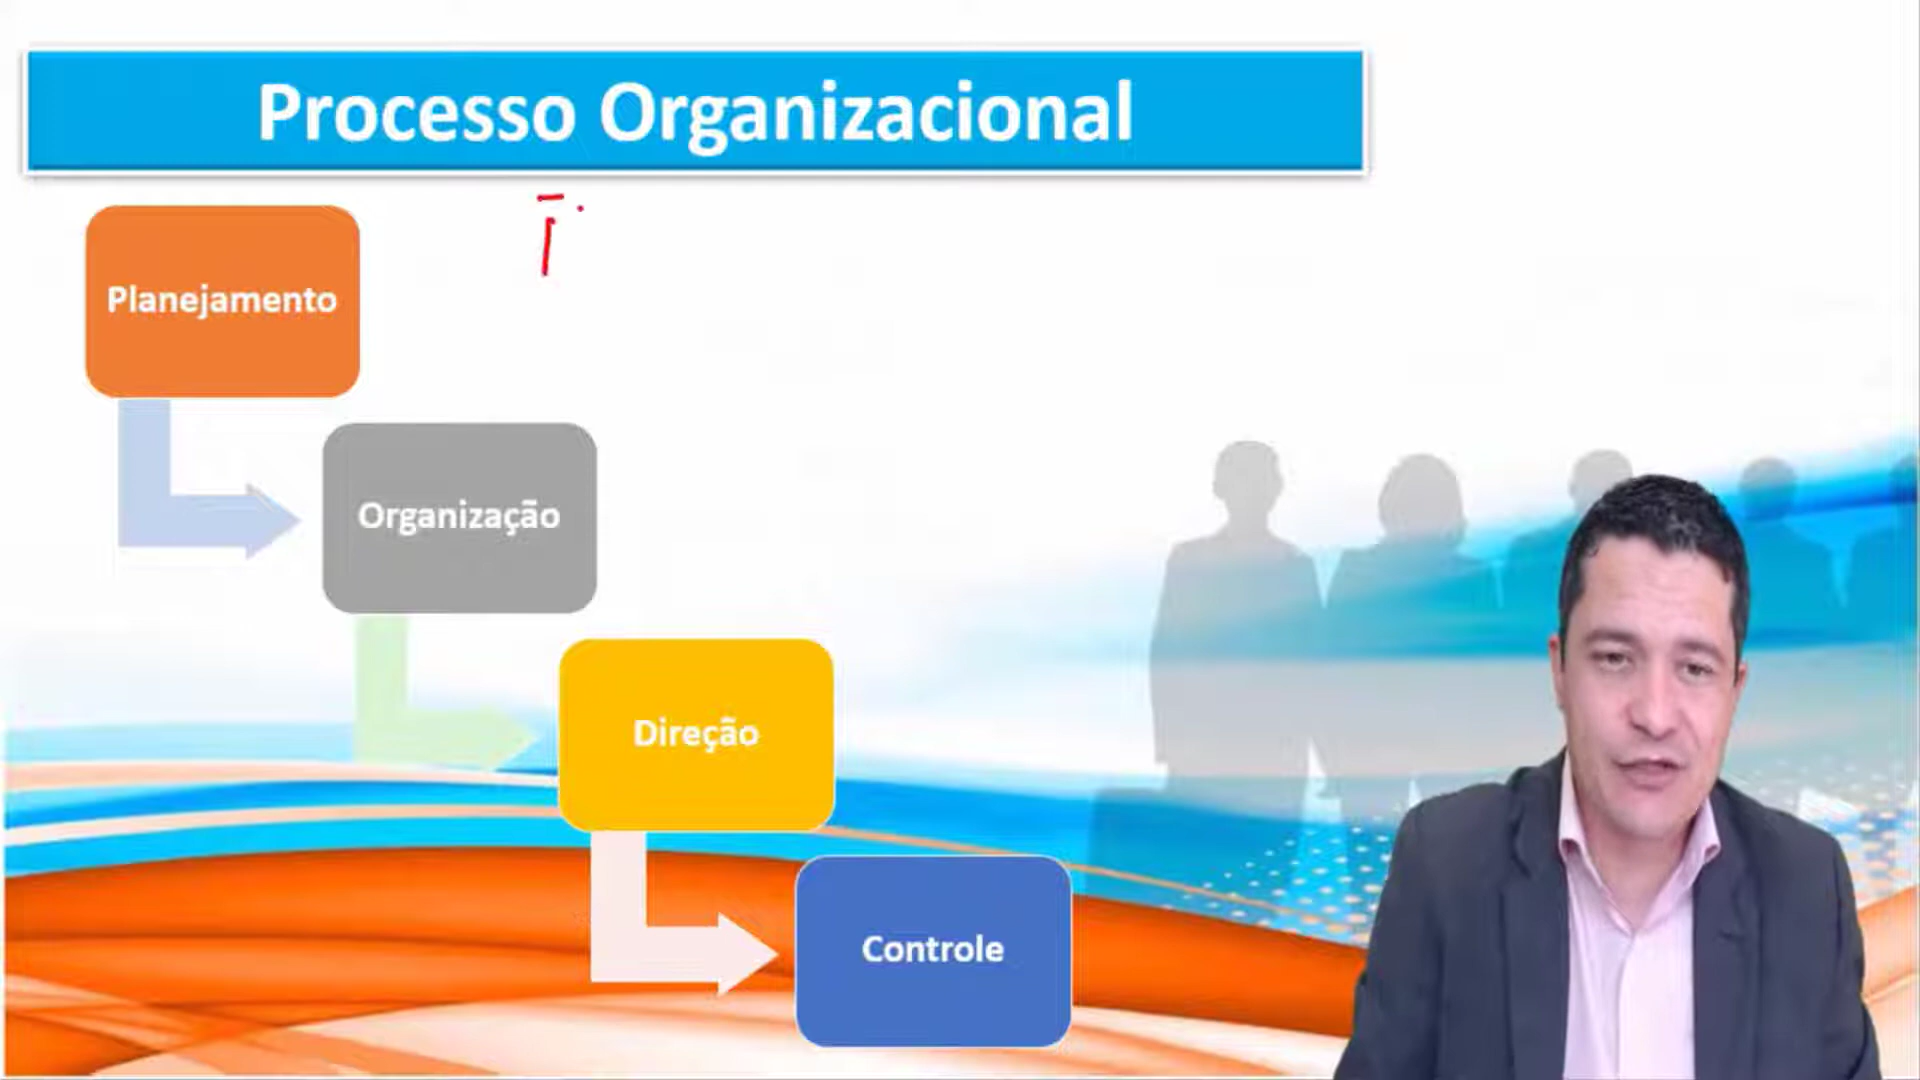 Processo Organizacional
Planejamento
Organização
Direção
Controle